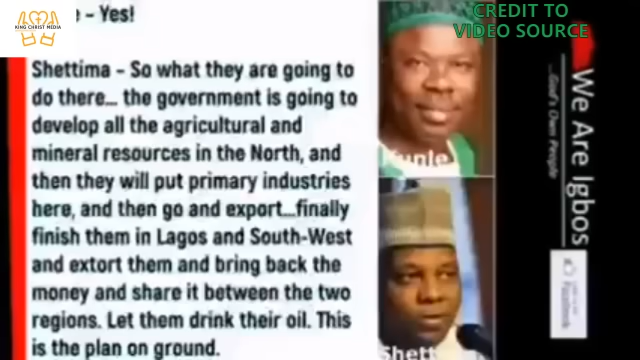 – Yes!
Shettima – So what they are going to
do there... the government is going to
develop all the agricultural and
mineral resources in the North, and
then they will put primary industries
here, and then go and export...finally
finish them in Lagos and South-West
and extort them and bring back the
money and share it between the two
regions. Let them drink their oil. This
is the plan on ground.
KING CHRIST MEDIA
CREDIT TO
VIDEO SOURCE
Kunle
Shett
We Are Igbos
...God's Own People
Facebook